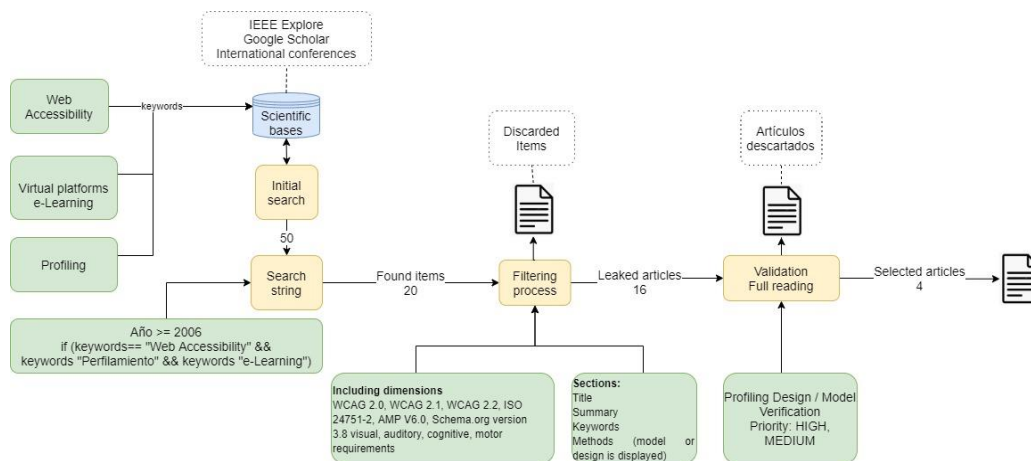 IEEE Explore
Google Scholar
International conferences
Web
Accessibility
keywords
Scientific
bases
Virtual platforms
e-Learning
Initial
search
Profiling
50
Search
string
Found items
20
Discarded
Items
Filtering
process
Leaked articles
16
Artículos
descartados
Validation
Full reading
Selected articles
4
Año >= 2006
if (keywords== "Web Accessibility" &&
keywords "Perfilamiento" && keywords "e-Learning")
Including dimensions
WCAG 2.0, WCAG 2.1, WCAG 2.2, ISO
24751-2, AMP V6.0, Schema.org version
3.8 visual, auditory, cognitive, motor
requirements
Sections:
Title
Summary
Keywords
Methods (model or
design is displayed)
Profiling Design / Model
Verification
Priority: HIGH,
MEDIUM